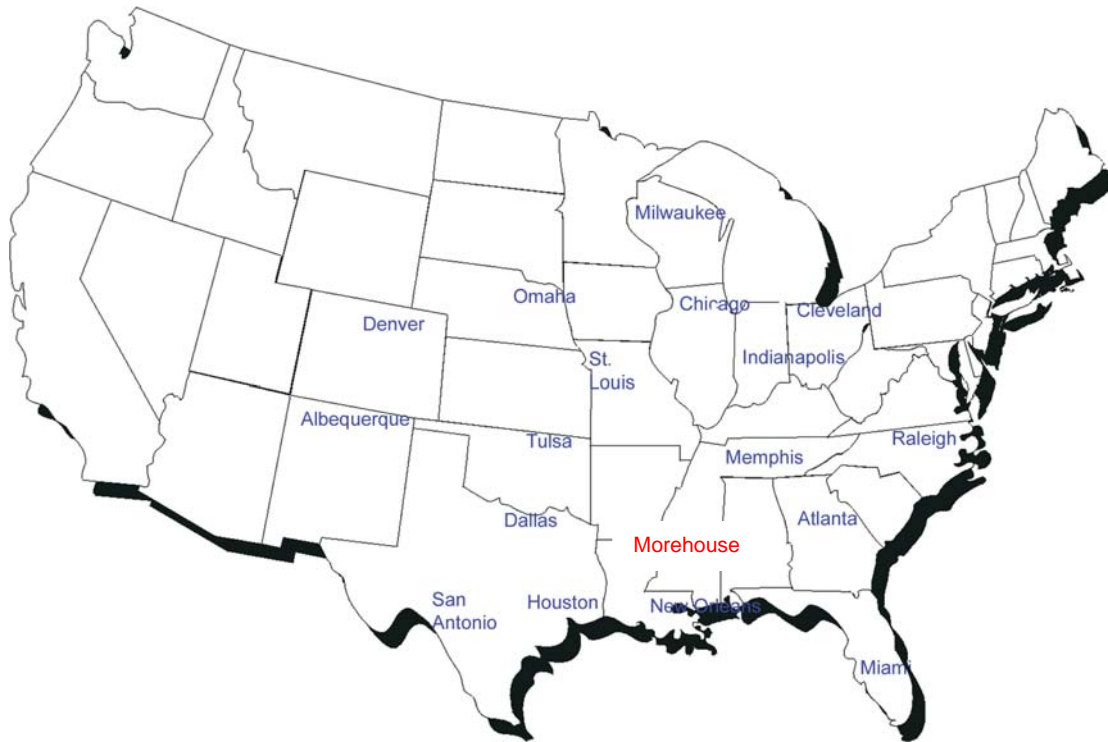 Milwaukee
Omaha
Chicago
Cleveland
Denver
St.
Louis
Indianapolis
Albequerque
Tulsa
Memphis
Raleigh
Dallas
Atlanta
Morehouse
San
Antonio
Houston
New Orleans
Miami